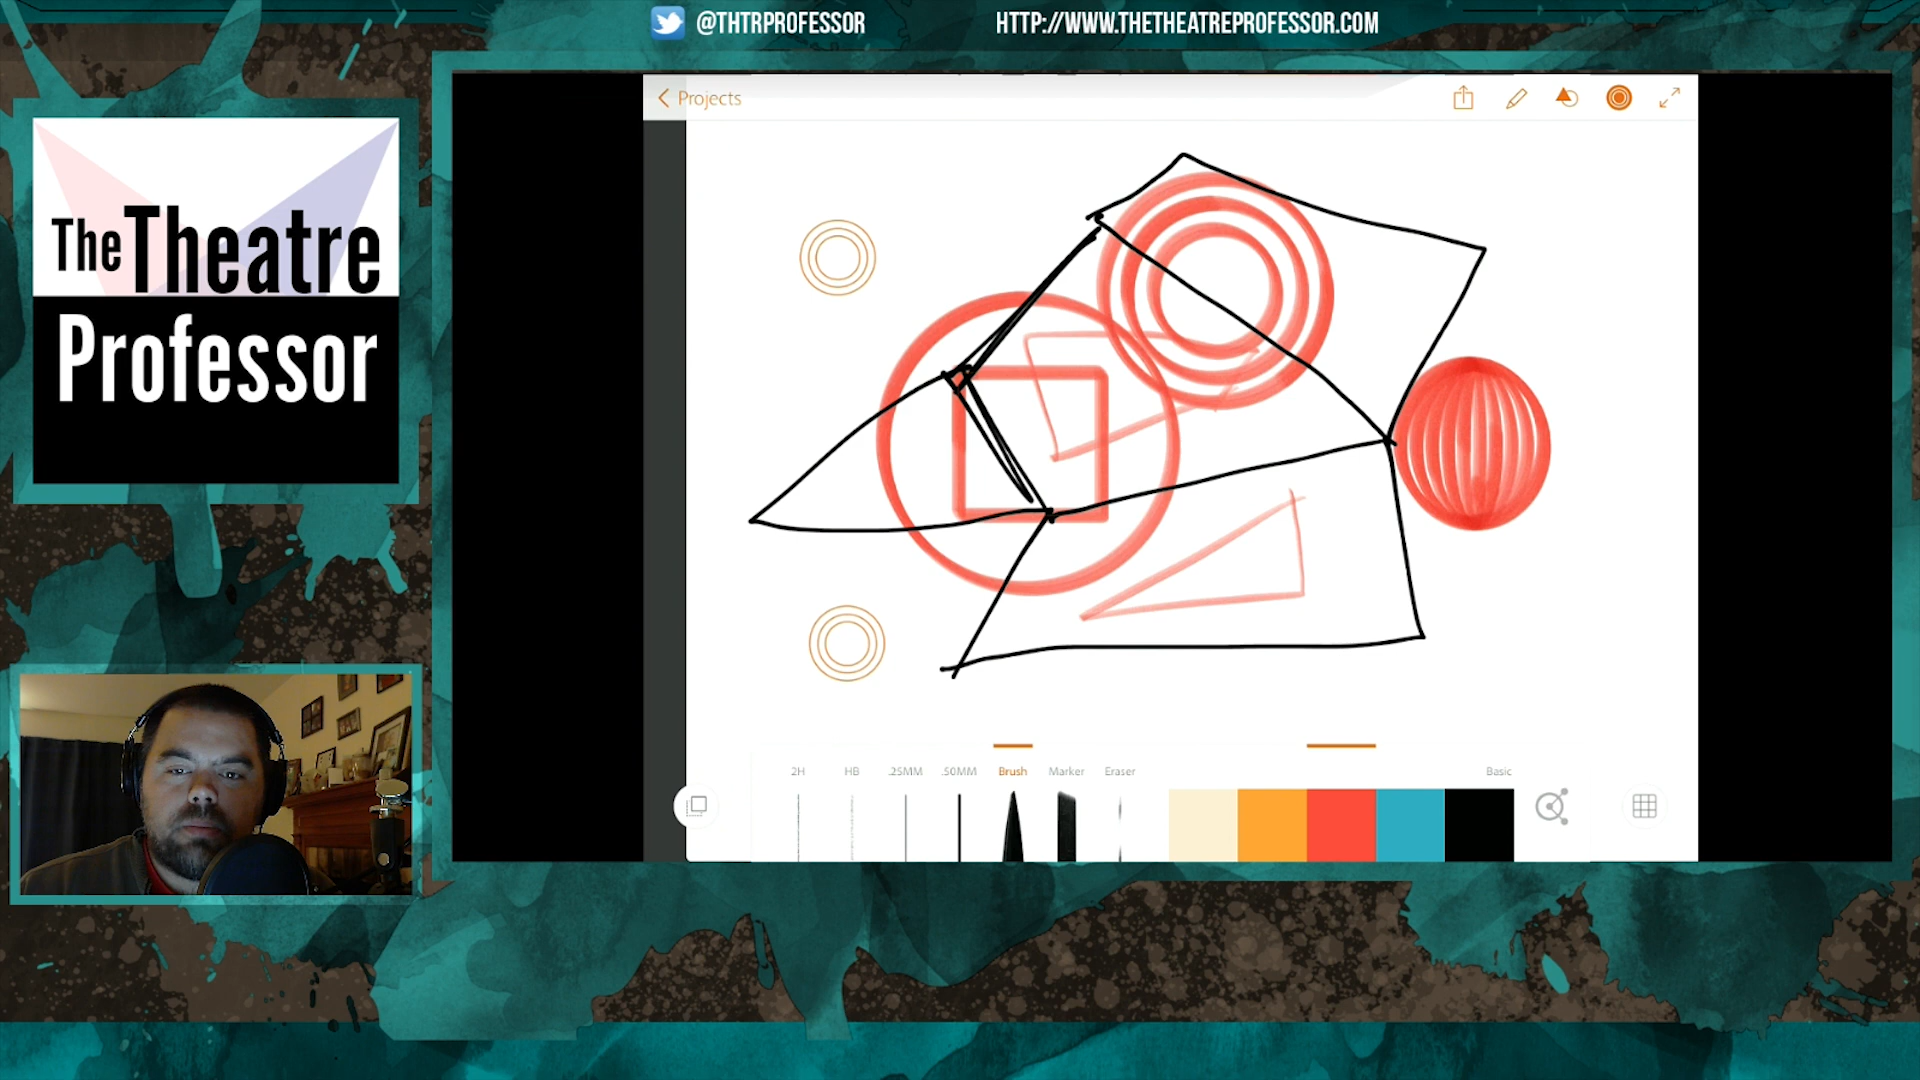 @THTRPROFESSOR
HTTP://WWW.THETHEATREPROFESSOR.COM
The Theatre
Professor
Projects
2H
HB
.25MM
.50MM
Brush
Marker
Eraser
Basic